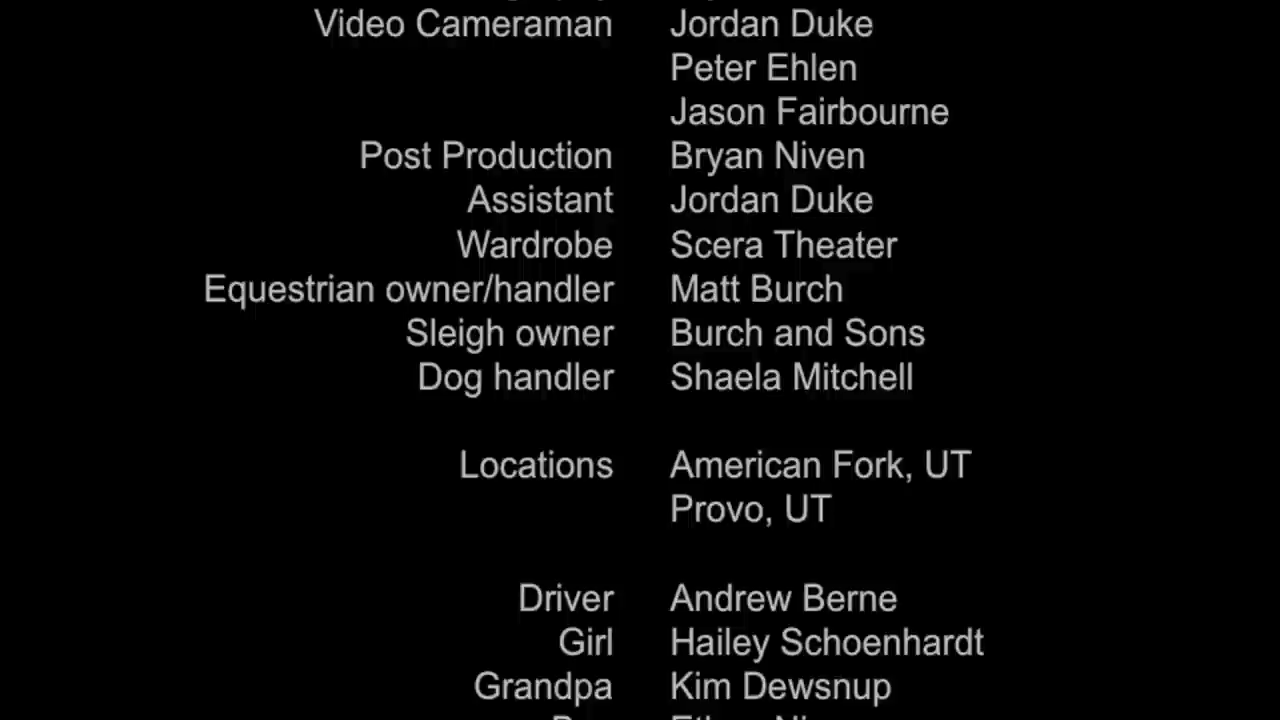 Video Cameraman Jordan Duke
Peter Ehlen
Jason Fairbourne
Post Production Bryan Niven
Assistant Jordan Duke
Wardrobe Scera Theater
Equestrian owner/handler Matt Burch
Sleigh owner Burch and Sons
Dog handler Shaela Mitchell
Locations American Fork, UT
Provo, UT
Driver Andrew Berne
Girl Hailey Schoenhardt
Grandpa Kim Dewsnup